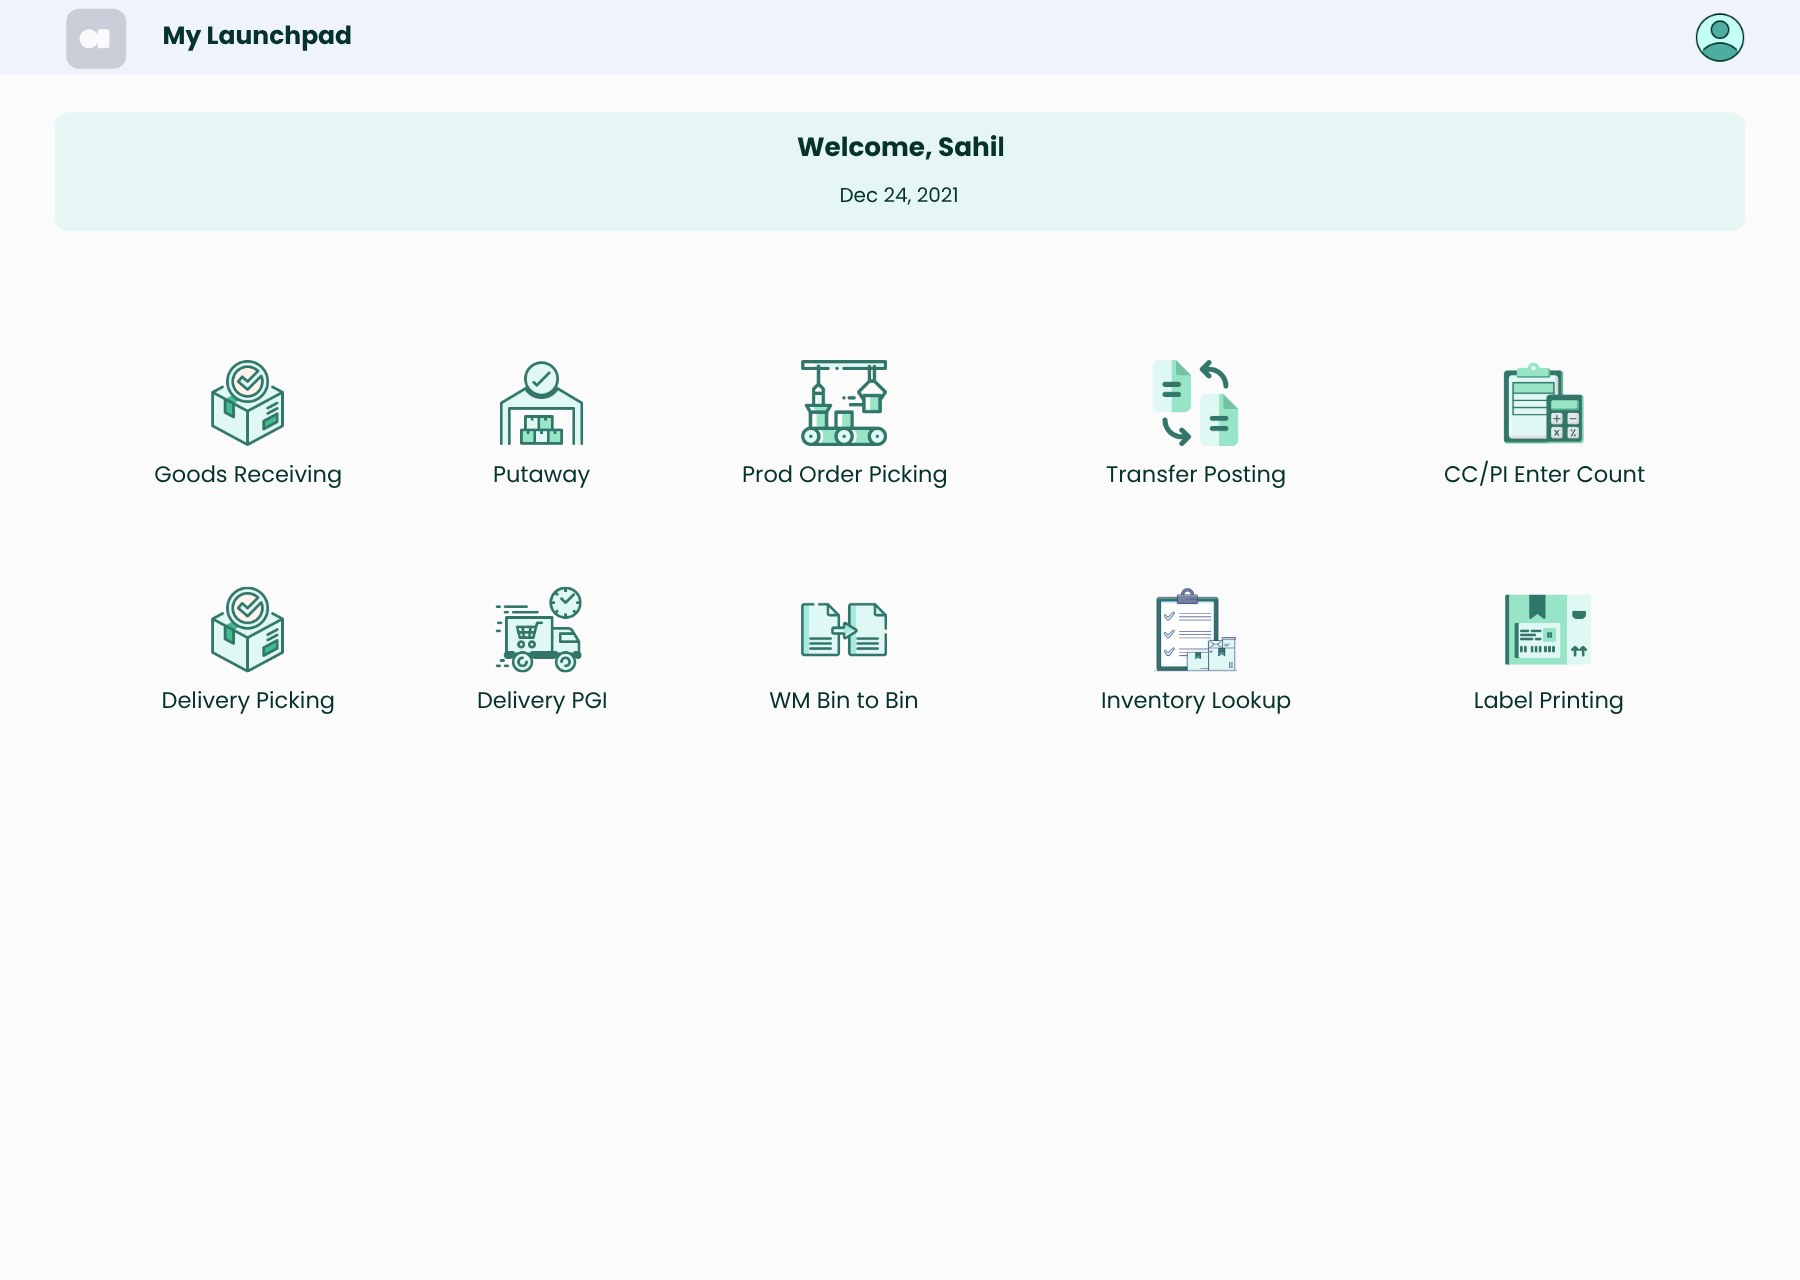 My Launchpad
Welcome, Sahil
Dec 24, 2021
Goods Receiving
Putaway
Prod Order Picking
Transfer Posting
CC/PI Enter Count
Delivery Picking
Delivery PGI
WM Bin to Bin
Inventory Lookup
Label Printing